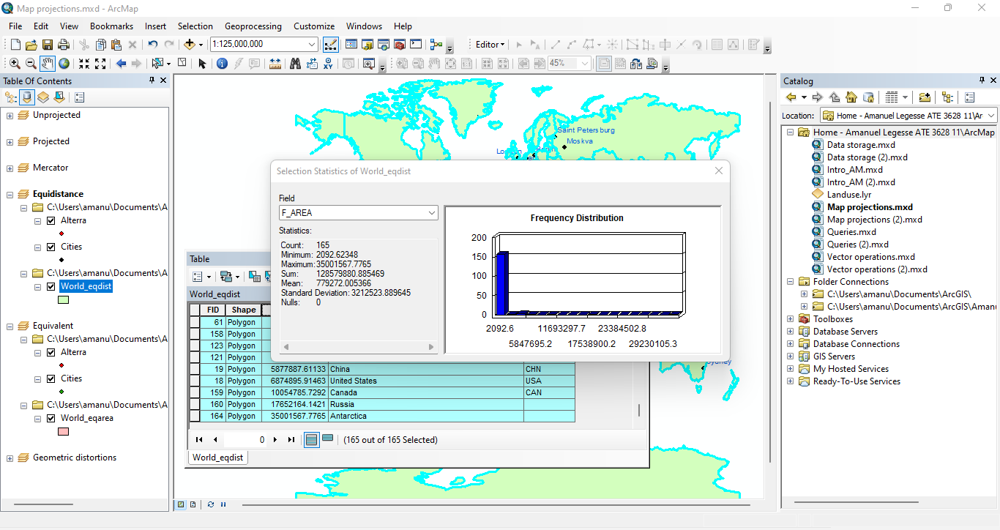 Map projections.mxd - ArcMap
File Edit View Bookmarks Insert Selection Geoprocessing Customize Windows Help
1:125,000,000
Editor
45%
Table Of Contents
Unprojected
Projected
Mercator
Equidistance
C:\Users\amanu\Documents\A
Alterra
Cities
C:\Users\amanu\Documents\A
World_eqdist
Equivalent
C:\Users\amanu\Documents\A
Alterra
Cities
C:\Users\amanu\Documents\A
World_eqarea
Geometric distortions
Saint Petersburg
Moskva
Sydney
Selection Statistics of World_eqdist
Field
F_AREA
Statistics:
Count: 165
Minimum: 2092.62348
Maximum: 35001567.7765
Sum: 128579880.885469
Mean: 779272.005366
Standard Deviation: 3212523.889645
Nulls: 0
Frequency Distribution
200
150
100
50
0
2092.6 11693297.7 23384502.8
5847695.2 17538900.2 29230105.3
Table
World_eqdist
FID Shape
61 Polygon
158 Polygon
123 Polygon
121 Polygon
19 Polygon 5877887.61133 China CHN
18 Polygon 6874895.91463 United States USA
159 Polygon 10054785.7292 Canada CAN
160 Polygon 17652164.1421 Russia
164 Polygon 35001567.7765 Antarctica
0 (165 out of 165 Selected)
World_eqdist
Catalog
Location: Home - Amanuel Legesse ATE 3628 11\Ar
Home - Amanuel Legesse ATE 3628 11\ArcMap
Data storage.mxd
Data storage (2).mxd
Intro_AM.mxd
Intro_AM (2).mxd
Landuse.lyr
Map projections.mxd
Map projections (2).mxd
Queries.mxd
Queries (2).mxd
Vector operations.mxd
Vector operations (2).mxd
Folder Connections
C:\Users\amanu\Documents\ArcGIS\
C:\Users\amanu\Documents\ArcGIS\Amanu
Toolboxes
Database Servers
Database Connections
GIS Servers
My Hosted Services
Ready-To-Use Services